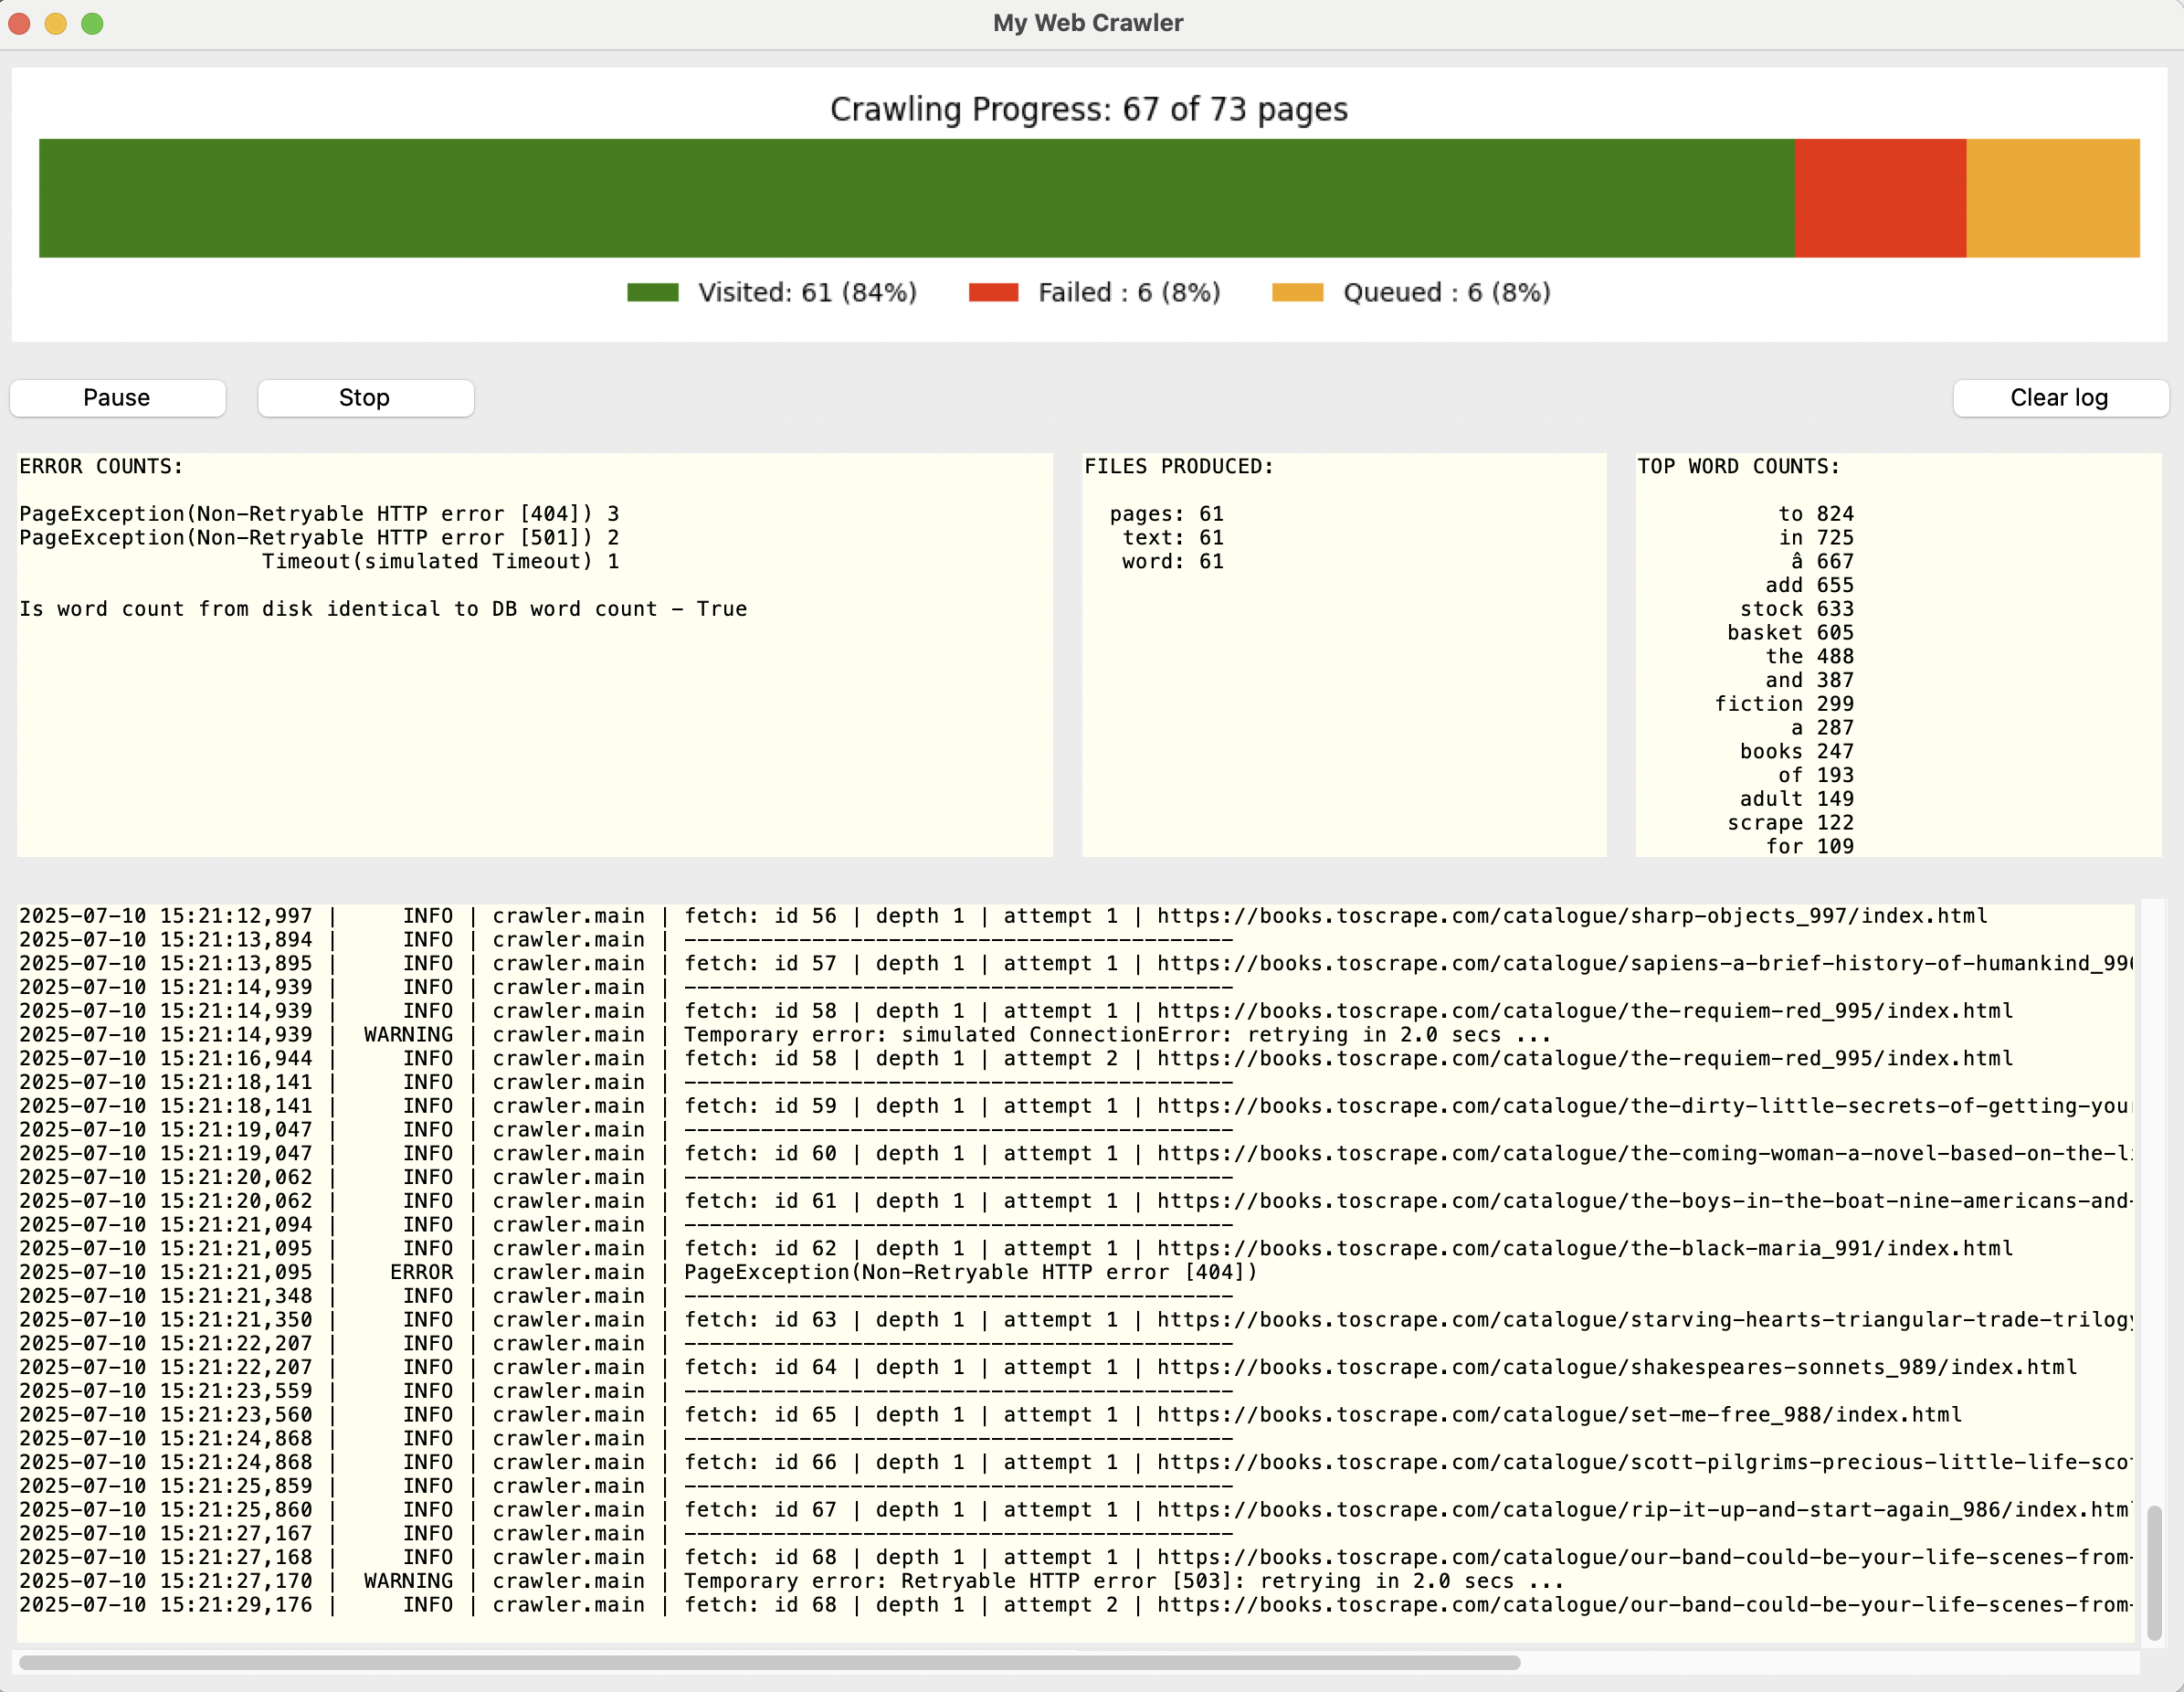 My Web Crawler
Crawling Progress: 67 of 73 pages
Visited: 61 (84%) Failed : 6 (8%) Queued : 6 (8%)
Pause Stop Clear log
ERROR COUNTS:
PageException(Non-Retryable HTTP error [404]) 3
PageException(Non-Retryable HTTP error [501]) 2
Timeout(simulated Timeout) 1
Is word count from disk identical to DB word count - True
FILES PRODUCED:
pages: 61
text: 61
word: 61
TOP WORD COUNTS:
to 824
in 725
â 667
add 655
stock 633
basket 605
the 488
and 387
fiction 299
a 287
books 247
of 193
adult 149
scrape 122
for 109
2025-07-10 15:21:12,997 | INFO | crawler.main | fetch: id 56 | depth 1 | attempt 1 | https://books.toscrape.com/catalogue/sharp-objects_997/index.html
2025-07-10 15:21:13,894 | INFO | crawler.main | -------------------------------------------
2025-07-10 15:21:13,895 | INFO | crawler.main | fetch: id 57 | depth 1 | attempt 1 | https://books.toscrape.com/catalogue/sapiens-a-brief-history-of-humankind_99
2025-07-10 15:21:14,939 | INFO | crawler.main | -------------------------------------------
2025-07-10 15:21:14,939 | INFO | crawler.main | fetch: id 58 | depth 1 | attempt 1 | https://books.toscrape.com/catalogue/the-requiem-red_995/index.html
2025-07-10 15:21:14,939 | WARNING | crawler.main | Temporary error: simulated ConnectionError: retrying in 2.0 secs ...
2025-07-10 15:21:16,944 | INFO | crawler.main | fetch: id 58 | depth 1 | attempt 2 | https://books.toscrape.com/catalogue/the-requiem-red_995/index.html
2025-07-10 15:21:18,141 | INFO | crawler.main | -------------------------------------------
2025-07-10 15:21:18,141 | INFO | crawler.main | fetch: id 59 | depth 1 | attempt 1 | https://books.toscrape.com/catalogue/the-dirty-little-secrets-of-getting-you
2025-07-10 15:21:19,047 | INFO | crawler.main | -------------------------------------------
2025-07-10 15:21:19,047 | INFO | crawler.main | fetch: id 60 | depth 1 | attempt 1 | https://books.toscrape.com/catalogue/the-coming-woman-a-novel-based-on-the-li
2025-07-10 15:21:20,062 | INFO | crawler.main | -------------------------------------------
2025-07-10 15:21:20,062 | INFO | crawler.main | fetch: id 61 | depth 1 | attempt 1 | https://books.toscrape.com/catalogue/the-boys-in-the-boat-nine-americans-and-
2025-07-10 15:21:21,094 | INFO | crawler.main | -------------------------------------------
2025-07-10 15:21:21,095 | INFO | crawler.main | fetch: id 62 | depth 1 | attempt 1 | https://books.toscrape.com/catalogue/the-black-maria_991/index.html
2025-07-10 15:21:21,095 | ERROR | crawler.main | PageException(Non-Retryable HTTP error [404])
2025-07-10 15:21:21,348 | INFO | crawler.main | -------------------------------------------
2025-07-10 15:21:21,350 | INFO | crawler.main | fetch: id 63 | depth 1 | attempt 1 | https://books.toscrape.com/catalogue/starving-hearts-triangular-trade-trilogy
2025-07-10 15:21:22,207 | INFO | crawler.main | -------------------------------------------
2025-07-10 15:21:22,207 | INFO | crawler.main | fetch: id 64 | depth 1 | attempt 1 | https://books.toscrape.com/catalogue/shakespeares-sonnets_989/index.html
2025-07-10 15:21:23,559 | INFO | crawler.main | -------------------------------------------
2025-07-10 15:21:23,560 | INFO | crawler.main | fetch: id 65 | depth 1 | attempt 1 | https://books.toscrape.com/catalogue/set-me-free_988/index.html
2025-07-10 15:21:24,868 | INFO | crawler.main | -------------------------------------------
2025-07-10 15:21:24,868 | INFO | crawler.main | fetch: id 66 | depth 1 | attempt 1 | https://books.toscrape.com/catalogue/scott-pilgrims-precious-little-life-sco
2025-07-10 15:21:25,859 | INFO | crawler.main | -------------------------------------------
2025-07-10 15:21:25,860 | INFO | crawler.main | fetch: id 67 | depth 1 | attempt 1 | https://books.toscrape.com/catalogue/rip-it-up-and-start-again_986/index.htm
2025-07-10 15:21:27,167 | INFO | crawler.main | -------------------------------------------
2025-07-10 15:21:27,168 | INFO | crawler.main | fetch: id 68 | depth 1 | attempt 1 | https://books.toscrape.com/catalogue/our-band-could-be-your-life-scenes-from-
2025-07-10 15:21:27,170 | WARNING | crawler.main | Temporary error: Retryable HTTP error [503]: retrying in 2.0 secs ...
2025-07-10 15:21:29,176 | INFO | crawler.main | fetch: id 68 | depth 1 | attempt 2 | https://books.toscrape.com/catalogue/our-band-could-be-your-life-scenes-from-